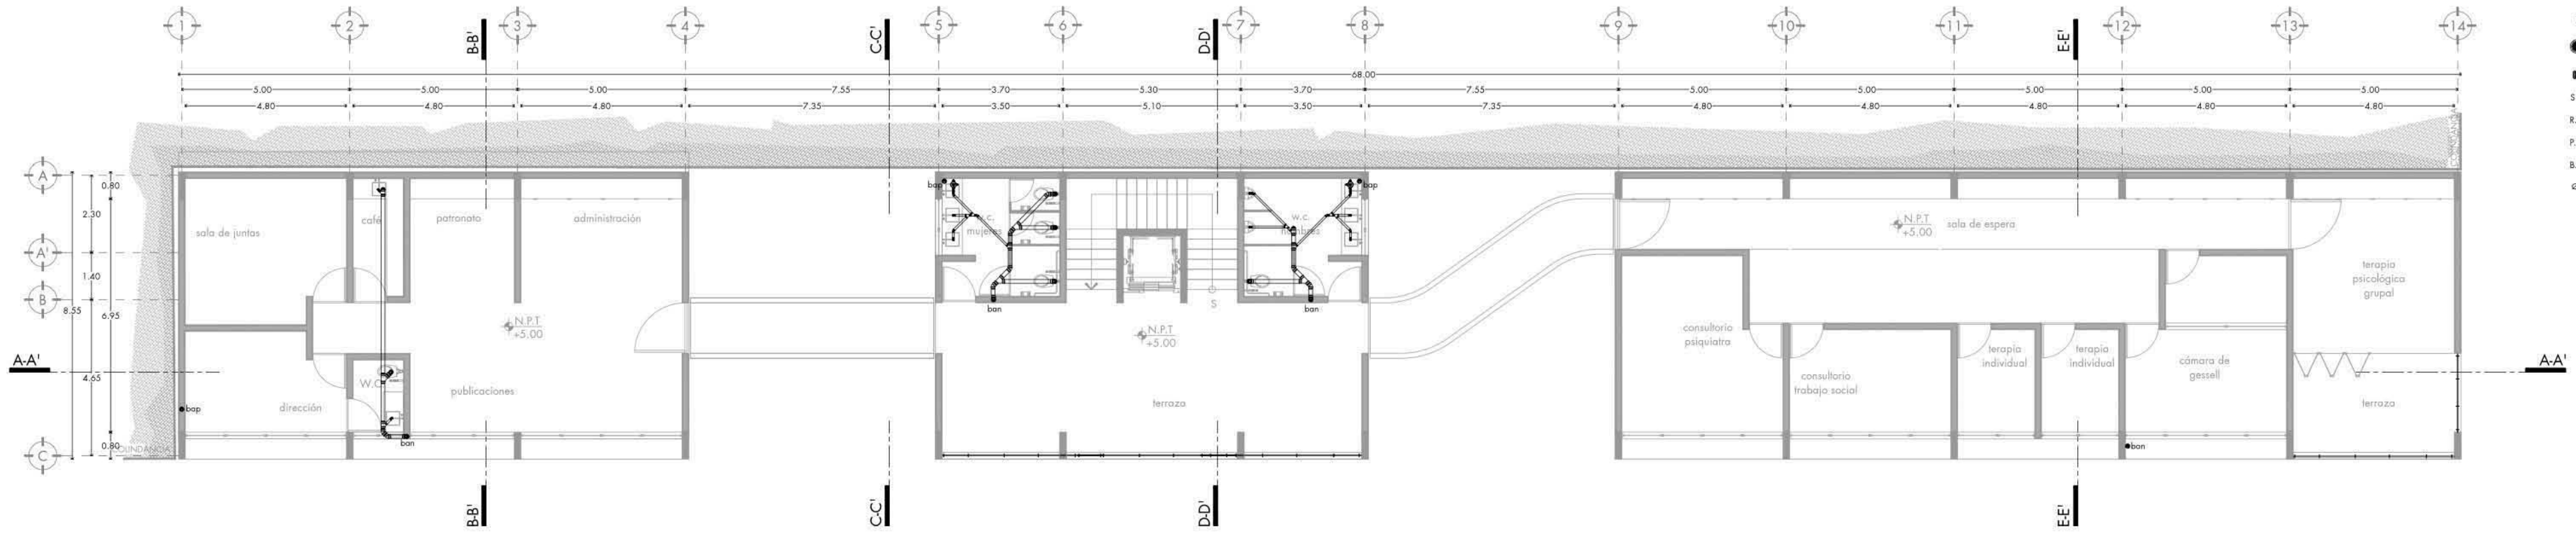 1 2 3 4 5 6 7 8 9 10 11 12 13 14
B-B' C-C' D-D' E-E'
68.00
5.00 5.00 5.00 7.55 3.70 5.30 3.70 7.55 5.00 5.00 5.00 5.00 5.00
4.80 4.80 4.80 7.35 3.50 5.10 3.50 7.35 4.80 4.80 4.80 4.80 4.80
S
R.
P.
B.
COLINDANCIA
A
0.80
2.30
A'
1.40
B
8.55
6.95
4.65
0.80
C
A-A'
A-A'
sala de juntas
café
patronato
administración
N.P.T
+5.00
W.C
dirección
publicaciones
bap
ban
COLINDANCIA
bap
w.c.
mujeres
ban
S
w.c.
hombres
bap
ban
N.P.T
+5.00
terraza
N.P.T
+5.00
sala de espera
consultorio
psiquiatra
consultorio
trabajo social
terapia
individual
terapia
individual
cámara de
gessell
ban
terapia
psicológica
grupal
terraza
B-B' C-C' D-D' E-E'